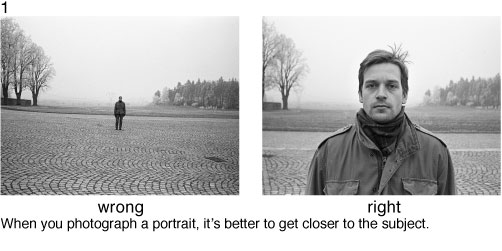 1
wrong
right
When you photograph a portrait, it's better to get closer to the subject.